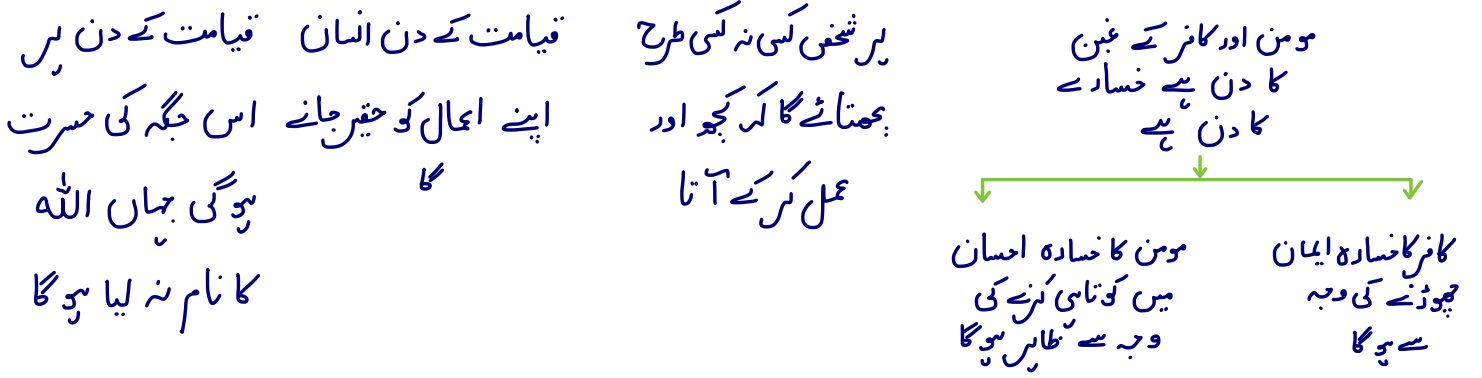 مومن اور کافر کے غبن
کا دن ہے خسارے
کا دن ہے
کافر کا خسارہ ایمان
چھوڑنے کی وجہ
سے ہو گا
مومن کا خسارہ احسان
میں کوتاہی کرنے کی
وجہ سے ظاہر ہو گا
ہر شخص کسی نہ کسی طرح
پچھتائے گا کہ کچھ اور
عمل کر کے آتا
قیامت کے دن انسان
اپنے اعمال کو حقیر جانے
گا
قیامت کے دن ہر
اس جگہ کی حسرت
ہو گی جہاں اللہ
کا نام نہ لیا ہو گا